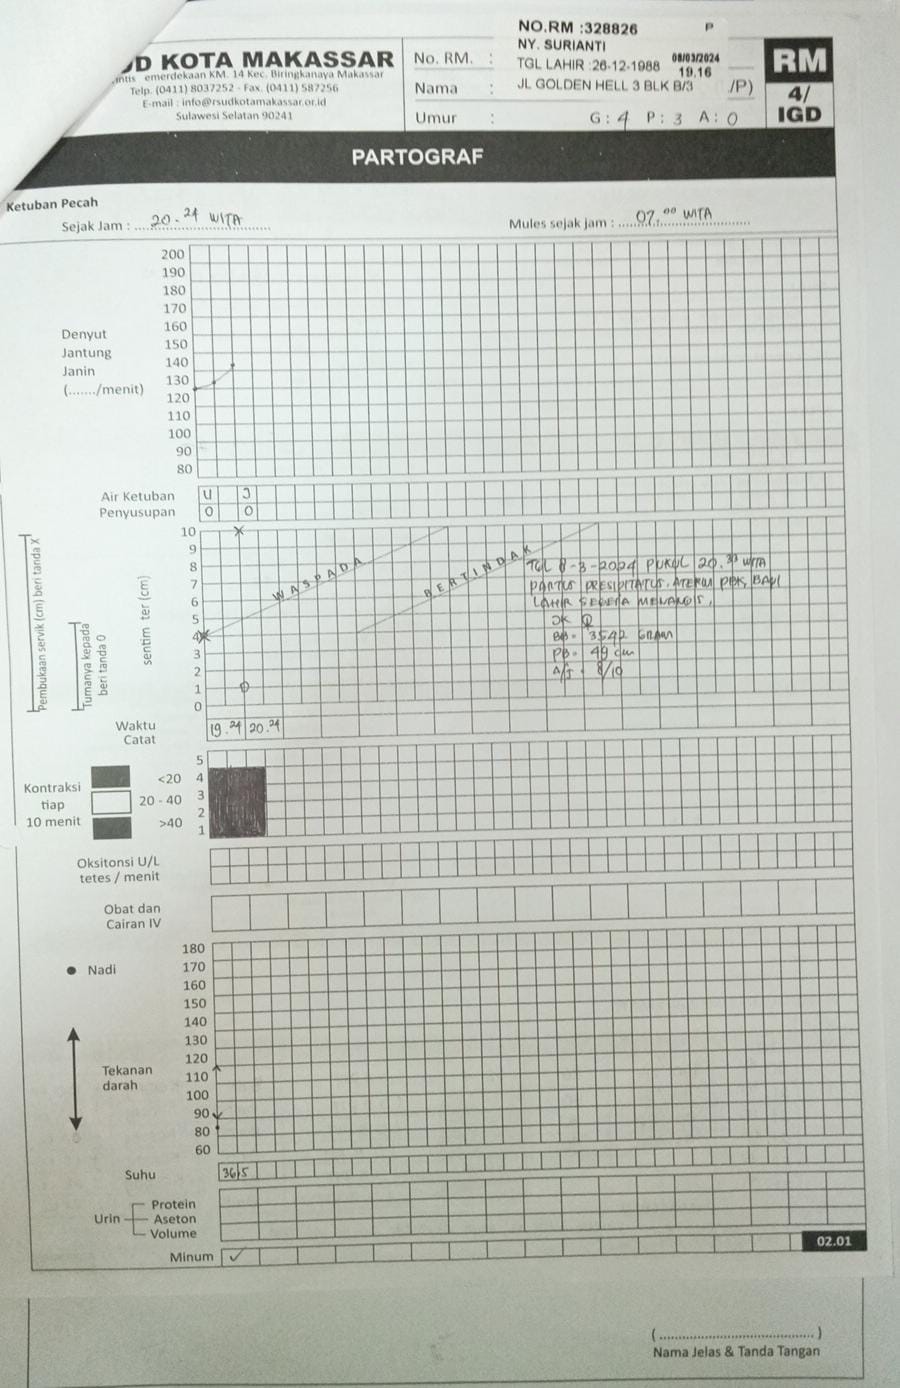 UD KOTA MAKASSAR
intis emerdekaan KM. 14 Kec. Biringkanaya Makassar
Telp. (0411) 8037252 - Fax. (0411) 587256
E-mail : info@rsudkotamakassar.or.id
Sulawesi Selatan 90241
No. RM. :
Nama :
Umur :
NO.RM :328826 P
NY. SURIANTI
TGL LAHIR :26-12-1988 08/03/2024 19.16
JL GOLDEN HELL 3 BLK B/3 /P)
G : 4 P : 3 A : 0
RM
4/
IGD
PARTOGRAF
Ketuban Pecah
Sejak Jam : 20.24 WITA
Mules sejak jam : 07.00 WITA
Denyut
Jantung
Janin
(......./menit)
200
190
180
170
160
150
140
130
120
110
100
90
80
Air Ketuban U J
Penyusupan 0 0
Pembukaan servik (cm) beri tanda X
Turnanya kepada
beri tanda O
sentim ter (cm)
10
9
8
7
6
5
4
3
2
1
0
WASPADA
BERTINDAK
TGL 8-3-2024 PUKUL 20.30 WITA
PARTUS PRESIPITATUS. ATERM PBK, BAYI
LAHIR SEGERA MENANGIS,
JK ♀
BB = 3542 GRAM
PB = 49 cm
A/S = 8/10
Waktu
Catat
19.24 20.24
Kontraksi
tiap
10 menit
<20
20 - 40
>40
5
4
3
2
1
Oksitonsi U/L
tetes / menit
Obat dan
Cairan IV
Nadi
Tekanan
darah
180
170
160
150
140
130
120
110
100
90
80
60
Suhu 36,5
Urin
Protein
Aseton
Volume
Minum ✓
02.01
(..........................................)
Nama Jelas & Tanda Tangan